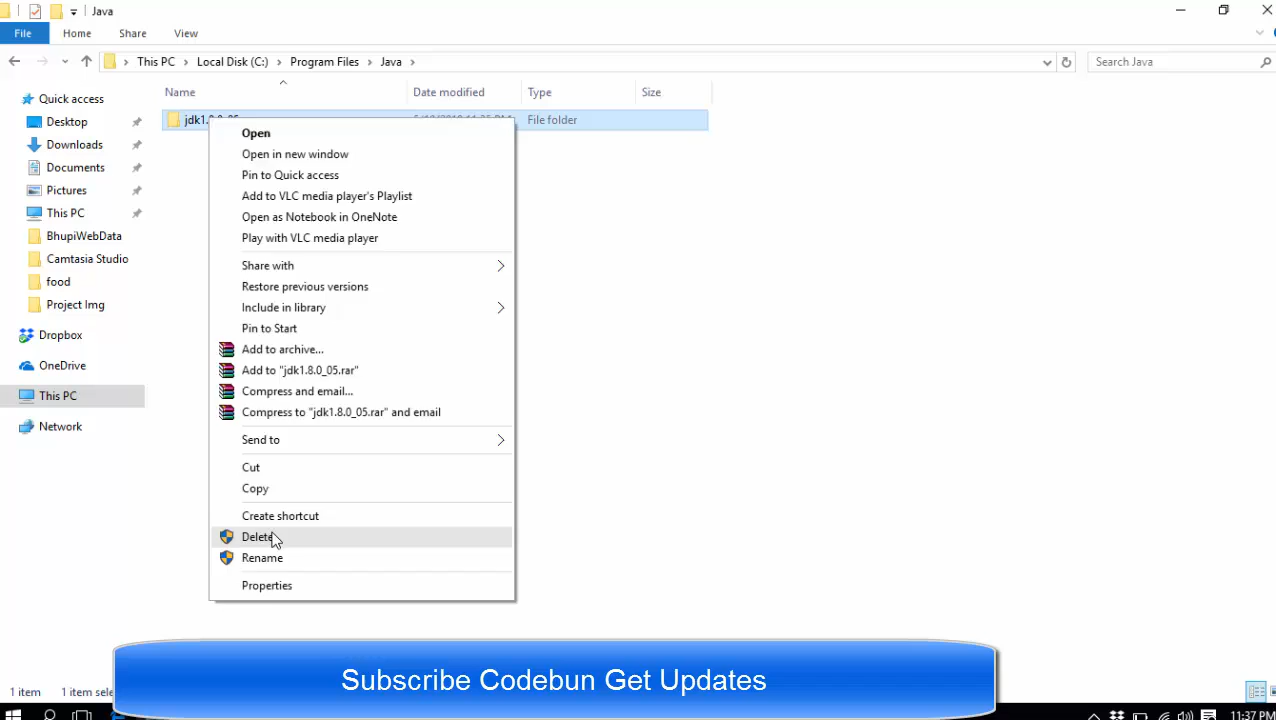 Java
File Home Share View
This PC Local Disk (C:) Program Files Java
Search Java
Name Date modified Type Size
File folder
Quick access
Desktop
Downloads
Documents
Pictures
This PC
BhupiWebData
Camtasia Studio
food
Project Img
Dropbox
OneDrive
This PC
Network
Open
Open in new window
Pin to Quick access
Add to VLC media player's Playlist
Open as Notebook in OneNote
Play with VLC media player
Share with
Restore previous versions
Include in library
Pin to Start
Add to archive...
Add to "jdk1.8.0_05.rar"
Compress and email...
Compress to "jdk1.8.0_05.rar" and email
Send to
Cut
Copy
Create shortcut
Delete
Rename
Properties
Subscribe Codebun Get Updates
1 item 1 item sele
11:37 PM